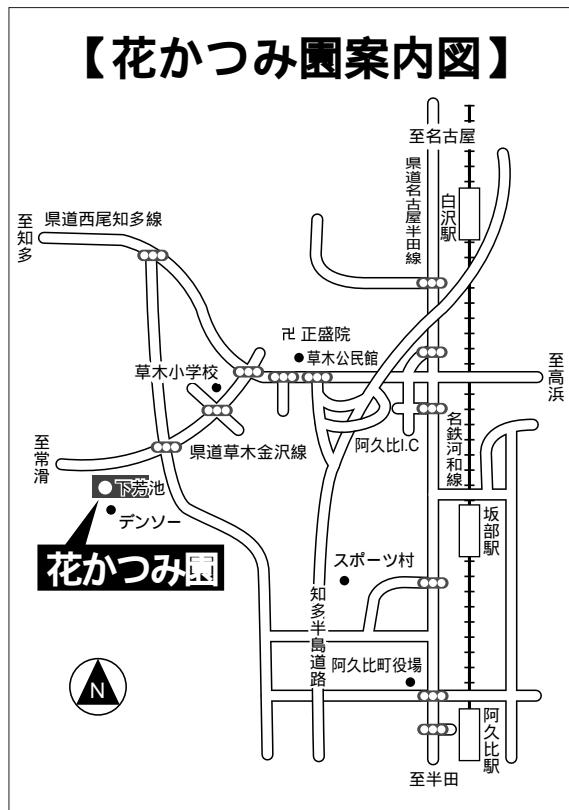 【花かつみ園案内図】
至名古屋
県道名古屋半田線
白沢駅
至知多
県道西尾知多線
卍 正盛院
草木公民館
草木小学校
至高浜
至常滑
県道草木金沢線
阿久比I.C
名鉄河和線
下芳池
デンソー
花かつみ園
坂部駅
スポーツ村
知多半島道路
阿久比町役場
N
阿久比駅
至半田